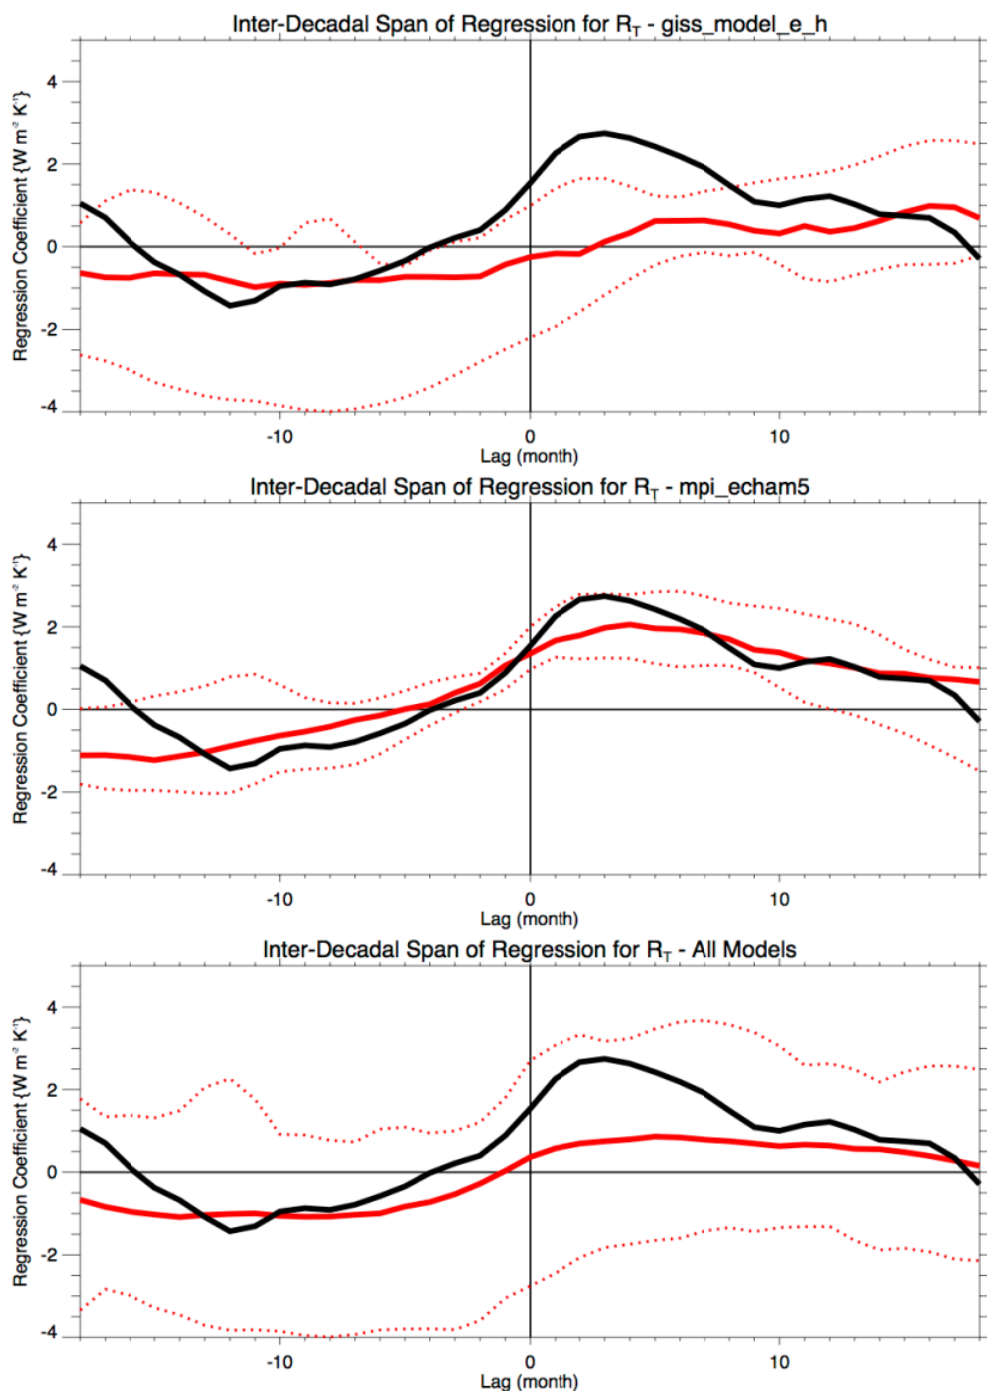 Inter-Decadal Span of Regression for R_T - giss_model_e_h
Regression Coefficient {W m⁻² K⁻¹}
4
2
0
-2
-4
-10
0
10
Lag (month)
Inter-Decadal Span of Regression for R_T - mpi_echam5
Regression Coefficient {W m⁻² K⁻¹}
4
2
0
-2
-4
-10
0
10
Lag (month)
Inter-Decadal Span of Regression for R_T - All Models
Regression Coefficient {W m⁻² K⁻¹}
4
2
0
-2
-4
-10
0
10
Lag (month)